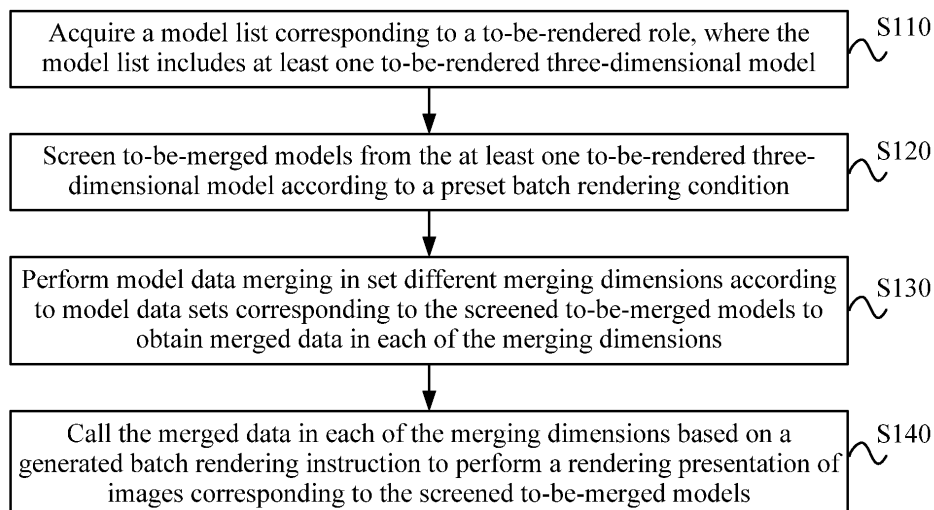 Acquire a model list corresponding to a to-be-rendered role, where the
model list includes at least one to-be-rendered three-dimensional model
S110
Screen to-be-merged models from the at least one to-be-rendered three-
dimensional model according to a preset batch rendering condition
S120
Perform model data merging in set different merging dimensions according
to model data sets corresponding to the screened to-be-merged models to
obtain merged data in each of the merging dimensions
S130
Call the merged data in each of the merging dimensions based on a
generated batch rendering instruction to perform a rendering presentation of
images corresponding to the screened to-be-merged models
S140